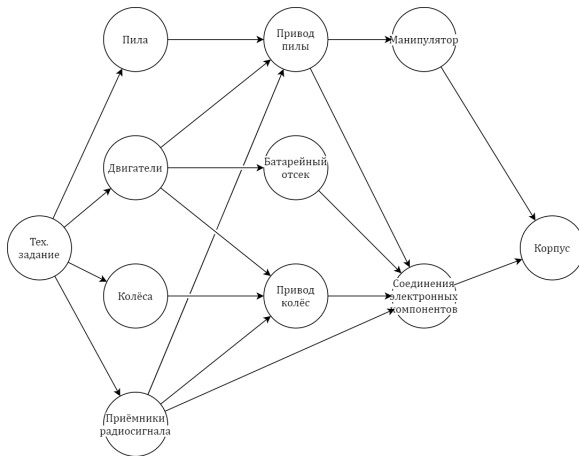 Пила
Привод
пилы
Манипулятор
Двигатели
Батарейный
отсек
Тех.
задание
Корпус
Колёса
Привод
колёс
Соединения
электронных
компонентов
Приёмники
радиосигнала